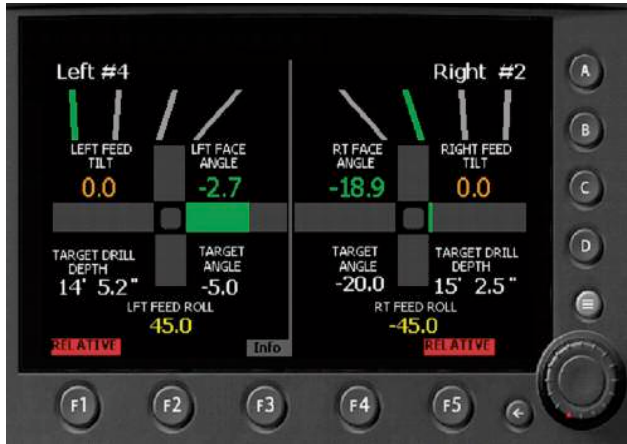 Left #4
LEFT FEED TILT
0.0
LFT FACE ANGLE
-2.7
TARGET DRILL DEPTH
14' 5.2"
TARGET ANGLE
-5.0
LFT FEED ROLL
45.0
RELATIVE
Info
Right #2
RT FACE ANGLE
-18.9
RIGHT FEED TILT
0.0
TARGET ANGLE
-20.0
TARGET DRILL DEPTH
15' 2.5"
RT FEED ROLL
-45.0
RELATIVE
A
B
C
D
F1
F2
F3
F4
F5